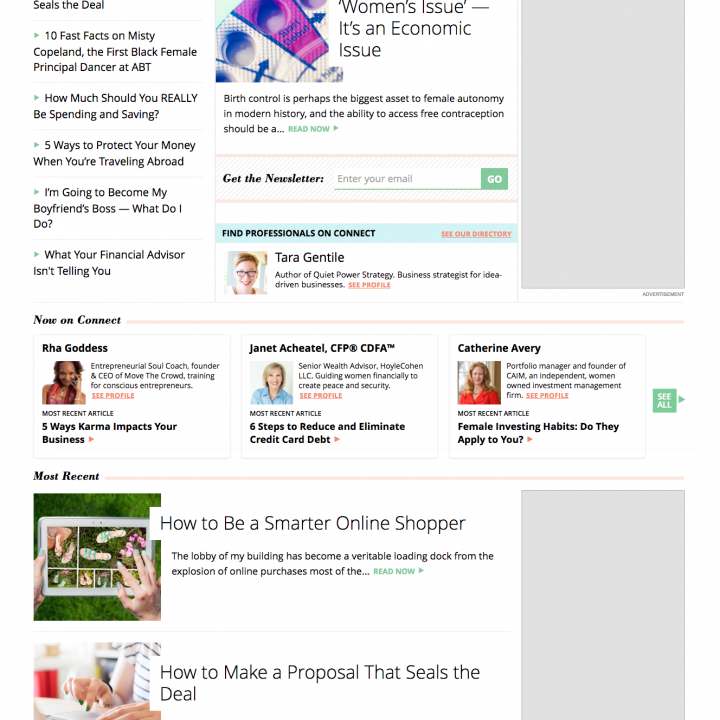 Seals the Deal
10 Fast Facts on Misty
Copeland, the First Black Female
Principal Dancer at ABT
How Much Should You REALLY
Be Spending and Saving?
5 Ways to Protect Your Money
When You're Traveling Abroad
I'm Going to Become My
Boyfriend's Boss — What Do I
Do?
What Your Financial Advisor
Isn't Telling You
'Women's Issue' —
It's an Economic
Issue
Birth control is perhaps the biggest asset to female autonomy
in modern history, and the ability to access free contraception
should be a... READ NOW
Get the Newsletter: Enter your email GO
FIND PROFESSIONALS ON CONNECT SEE OUR DIRECTORY
Tara Gentile
Author of Quiet Power Strategy. Business strategist for idea-
driven businesses. SEE PROFILE
ADVERTISEMENT
Now on Connect
Rha Goddess
Entrepreneurial Soul Coach, founder
& CEO of Move The Crowd, training
for conscious entrepreneurs.
SEE PROFILE
MOST RECENT ARTICLE
5 Ways Karma Impacts Your
Business
Janet Acheatel, CFP® CDFA™
Senior Wealth Advisor, HoyleCohen
LLC. Guiding women financially to
create peace and security.
SEE PROFILE
MOST RECENT ARTICLE
6 Steps to Reduce and Eliminate
Credit Card Debt
Catherine Avery
Portfolio manager and founder of
CAIM, an independent, women
owned investment management
firm. SEE PROFILE
MOST RECENT ARTICLE
Female Investing Habits: Do They
Apply to You?
SEE
ALL
Most Recent
How to Be a Smarter Online Shopper
The lobby of my building has become a veritable loading dock from the
explosion of online purchases most of the... READ NOW
How to Make a Proposal That Seals the
Deal